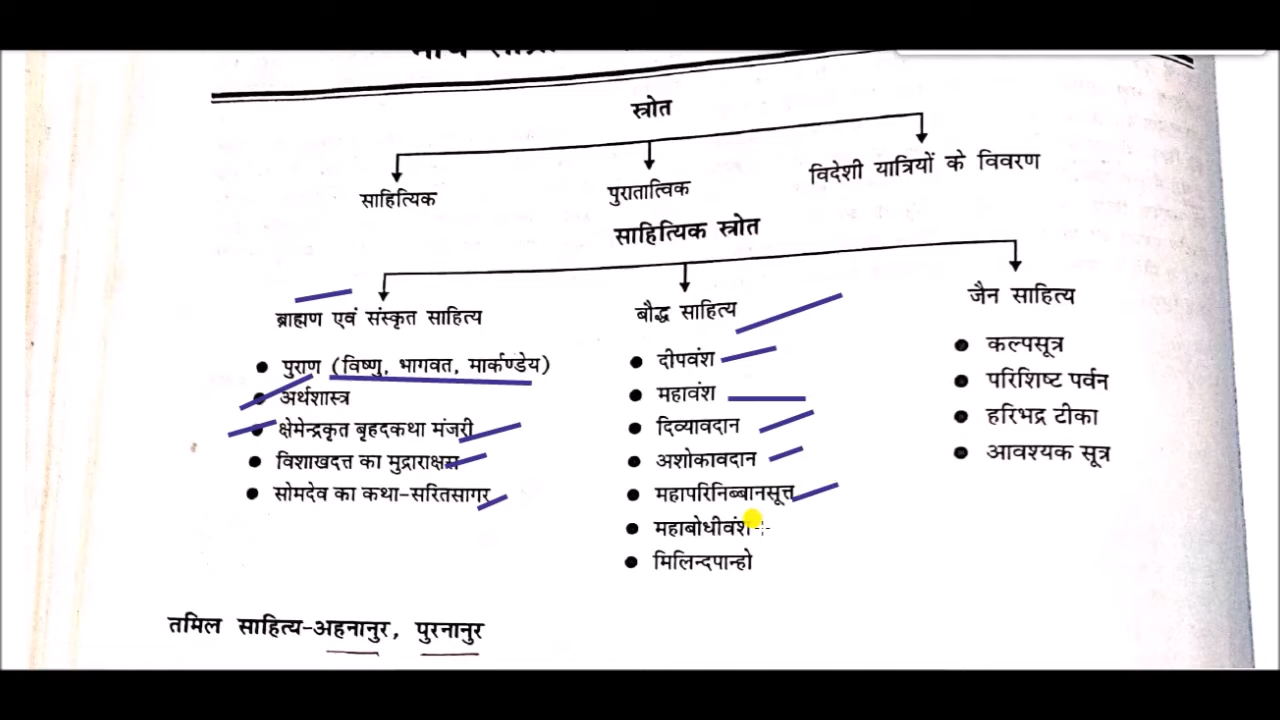 स्त्रोत
साहित्यिक
पुरातात्विक
विदेशी यात्रियों के विवरण
साहित्यिक स्त्रोत
ब्राह्मण एवं संस्कृत साहित्य
• पुराण (विष्णु, भागवत, मार्कण्डेय)
• अर्थशास्त्र
• क्षेमेन्द्रकृत बृहदकथा मंजरी
• विशाखदत्त का मुद्राराक्षस
• सोमदेव का कथा-सरितसागर
बौद्ध साहित्य
• दीपवंश
• महावंश
• दिव्यावदान
• अशोकावदान
• महापरिनिब्बानसूत्त
• महाबोधीवंश
• मिलिन्दपान्हो
जैन साहित्य
• कल्पसूत्र
• परिशिष्ट पर्वन
• हरिभद्र टीका
• आवश्यक सूत्र
तमिल साहित्य-अहनानुर, पुरनानुर